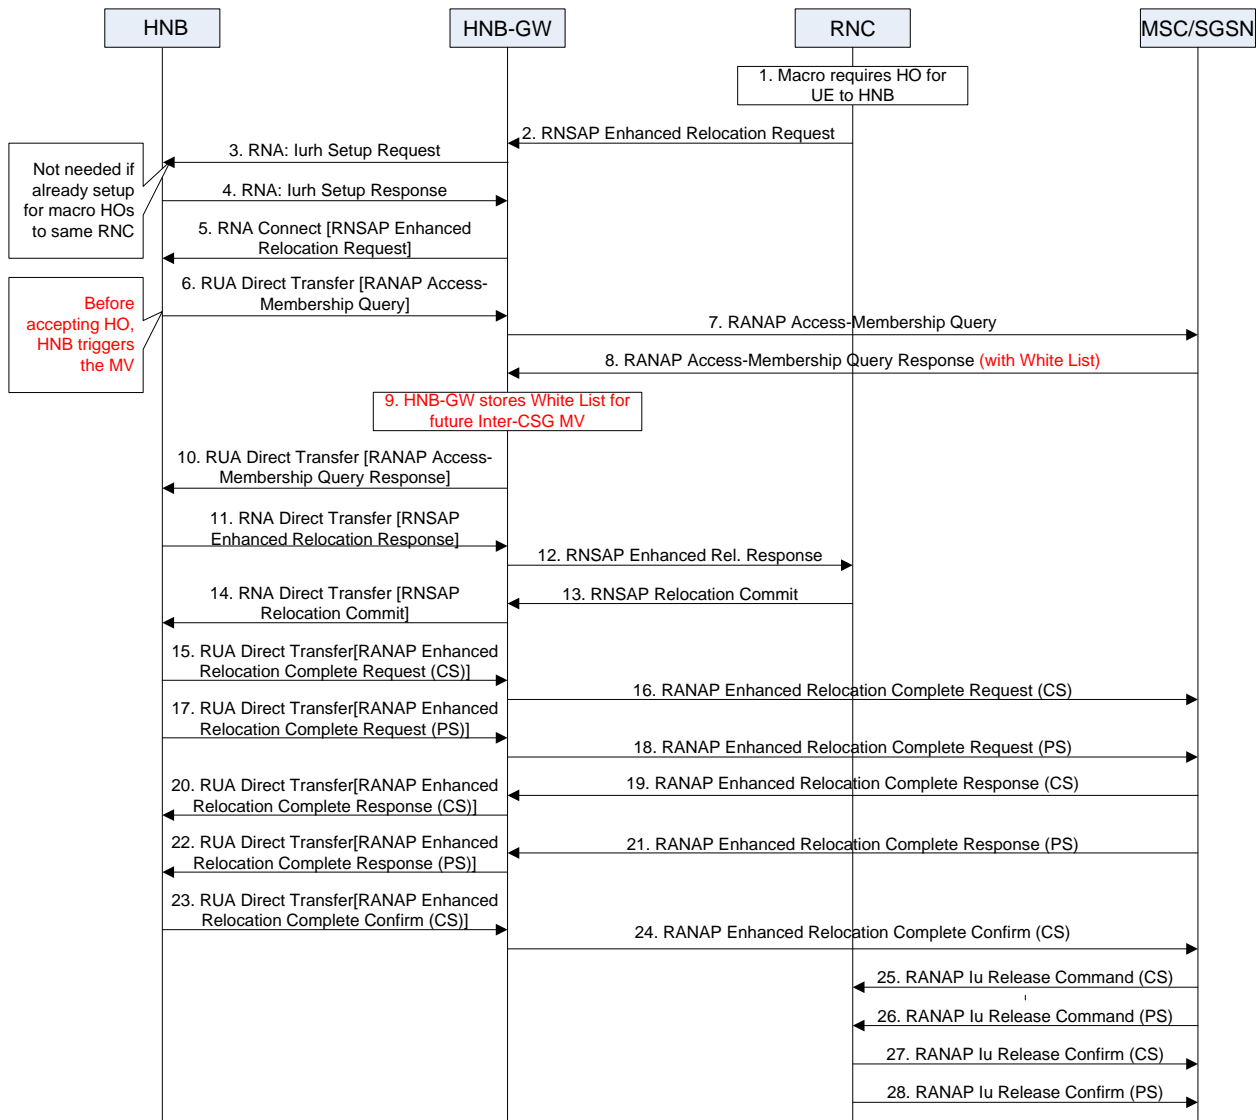 HNB
HNB-GW
RNC
MSC/SGSN
1. Macro requires HO for
UE to HNB
2. RNSAP Enhanced Relocation Request
3. RNA: Iurh Setup Request
Not needed if
already setup
for macro HOs
to same RNC
4. RNA: Iurh Setup Response
5. RNA Connect [RNSAP Enhanced
Relocation Request]
6. RUA Direct Transfer [RANAP Access-
Membership Query]
Before
accepting HO,
HNB triggers
the MV
7. RANAP Access-Membership Query
8. RANAP Access-Membership Query Response (with White List)
9. HNB-GW stores White List for
future Inter-CSG MV
10. RUA Direct Transfer [RANAP Access-
Membership Query Response]
11. RNA Direct Transfer [RNSAP
Enhanced Relocation Response]
12. RNSAP Enhanced Rel. Response
13. RNSAP Relocation Commit
14. RNA Direct Transfer [RNSAP
Relocation Commit]
15. RUA Direct Transfer[RANAP Enhanced
Relocation Complete Request (CS)]
16. RANAP Enhanced Relocation Complete Request (CS)
17. RUA Direct Transfer[RANAP Enhanced
Relocation Complete Request (PS)]
18. RANAP Enhanced Relocation Complete Request (PS)
19. RANAP Enhanced Relocation Complete Response (CS)
20. RUA Direct Transfer[RANAP Enhanced
Relocation Complete Response (CS)]
21. RANAP Enhanced Relocation Complete Response (PS)
22. RUA Direct Transfer[RANAP Enhanced
Relocation Complete Response (PS)]
23. RUA Direct Transfer[RANAP Enhanced
Relocation Complete Confirm (CS)]
24. RANAP Enhanced Relocation Complete Confirm (CS)
25. RANAP Iu Release Command (CS)
26. RANAP Iu Release Command (PS)
27. RANAP Iu Release Confirm (CS)
28. RANAP Iu Release Confirm (PS)